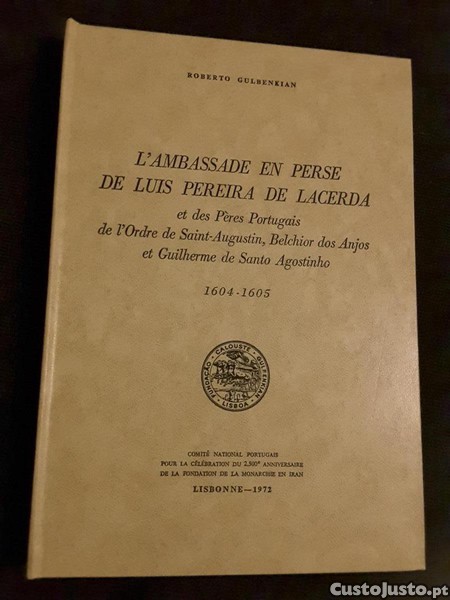 ROBERTO GULBENKIAN
L'AMBASSADE EN PERSE
DE LUIS PEREIRA DE LACERDA
et des Pères Portugais
de l'Ordre de Saint-Augustin, Belchior dos Anjos
et Guilherme de Santo Agostinho
1604-1605
FUNDAÇÃO CALOUSTE GULBENKIAN
LISBOA
COMITÉ NATIONAL PORTUGAIS
POUR LA CÉLÉBRATION DU 2.500e ANNIVERSAIRE
DE LA FONDATION DE LA MONARCHIE EN IRAN
LISBONNE—1972
CustoJusto.pt